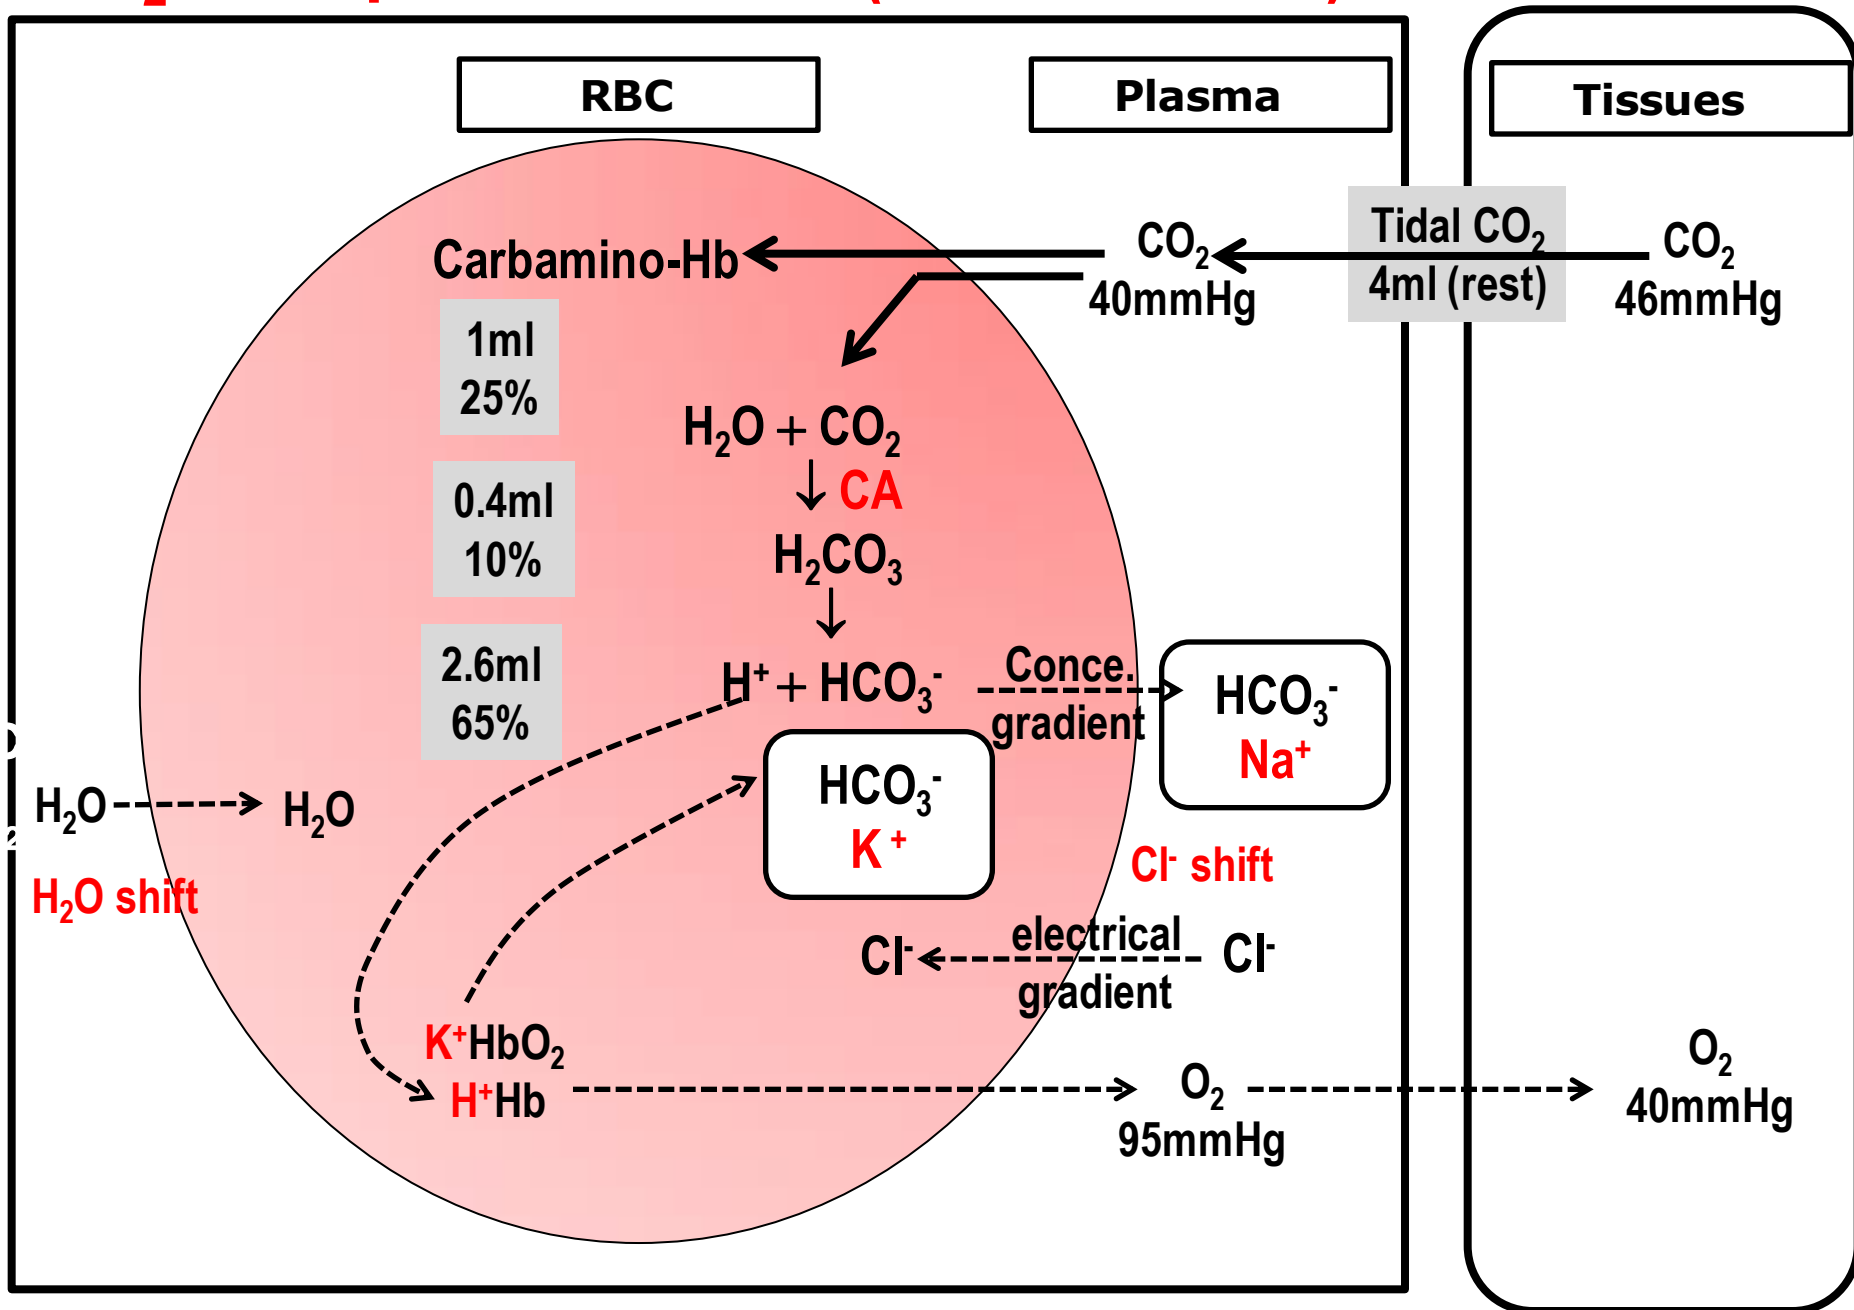 RBC
Plasma
Tissues
Carbamino-Hb
CO₂
40mmHg
Tidal CO₂
4ml (rest)
CO₂
46mmHg
1ml
25%
H₂O + CO₂
CA
0.4ml
10%
H₂CO₃
2.6ml
65%
H⁺ + HCO₃⁻
Conce.
gradient
HCO₃⁻
Na⁺
HCO₃⁻
K⁺
H₂O
H₂O
H₂O shift
Cl⁻ shift
Cl⁻
electrical
gradient
Cl⁻
K⁺HbO₂
H⁺Hb
O₂
95mmHg
O₂
40mmHg